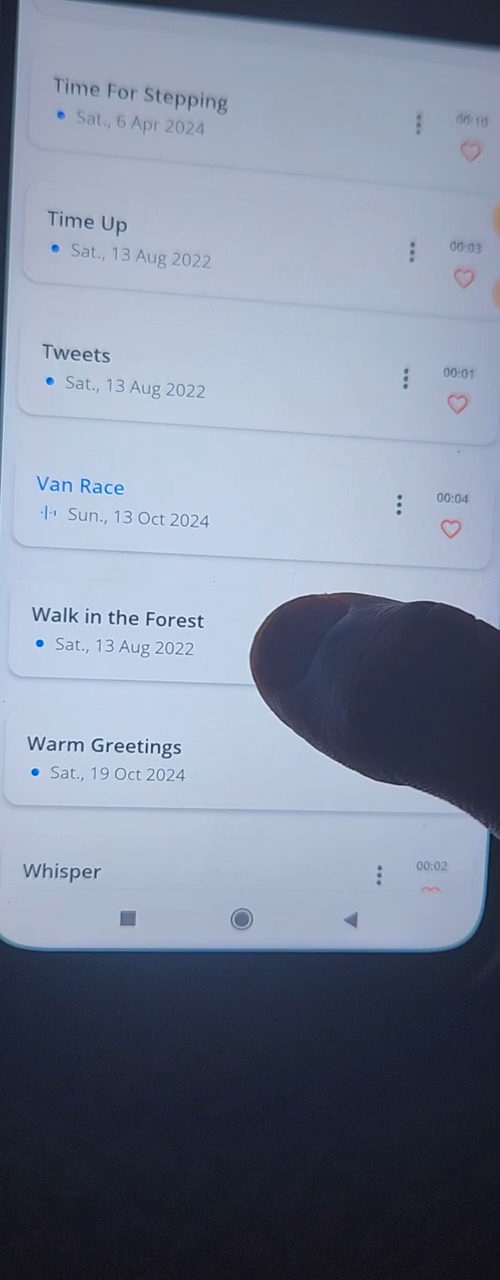 Time For Stepping
Sat., 6 Apr 2024
Time Up
Sat., 13 Aug 2022
00:03
Tweets
Sat., 13 Aug 2022
00:01
Van Race
Sun., 13 Oct 2024
00:04
Walk in the Forest
Sat., 13 Aug 2022
Warm Greetings
Sat., 19 Oct 2024
Whisper
00:02